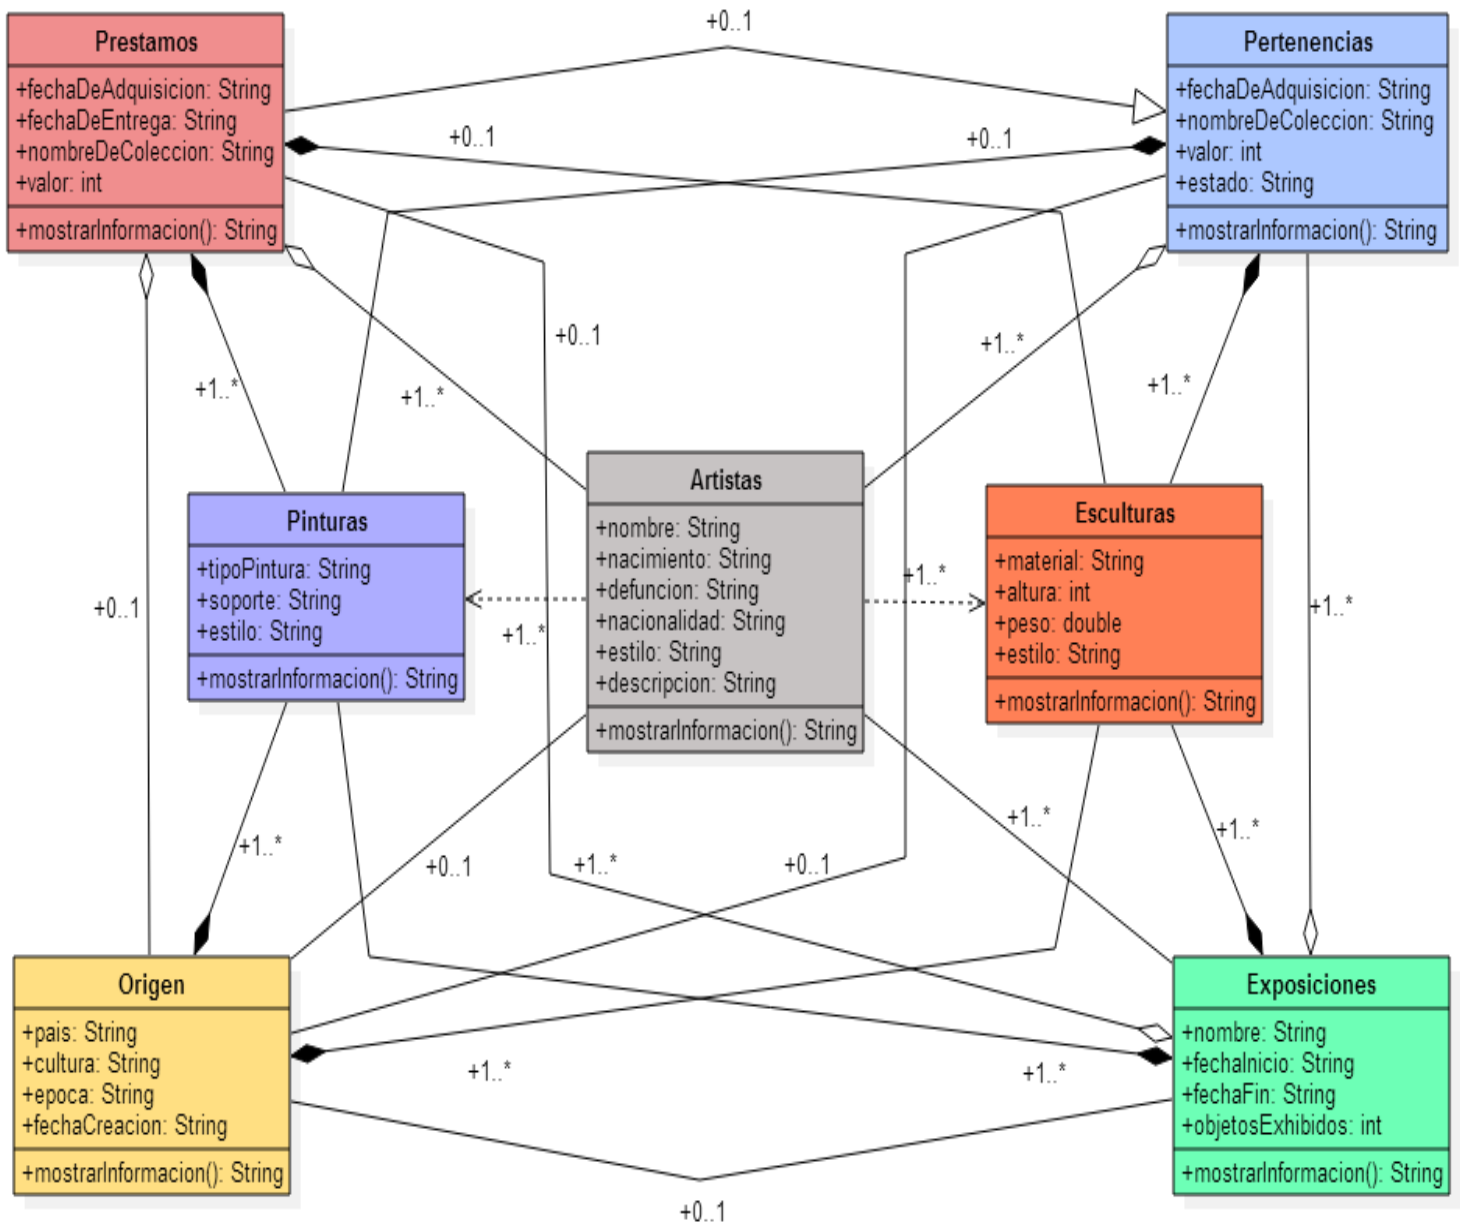 +0..1
Prestamos
+fechaDeAdquisicion: String
+fechaDeEntrega: String
+nombreDeColeccion: String
+valor: int
+mostrarInformacion(): String
Pertenencias
+fechaDeAdquisicion: String
+nombreDeColeccion: String
+valor: int
+estado: String
+mostrarInformacion(): String
+0..1
+0..1
+0..1
+1..*
+1..*
+1..*
+1..*
Pinturas
+tipoPintura: String
+soporte: String
+estilo: String
+mostrarInformacion(): String
Artistas
+nombre: String
+nacimiento: String
+defuncion: String
+nacionalidad: String
+estilo: String
+descripcion: String
+mostrarInformacion(): String
Esculturas
+material: String
+altura: int
+peso: double
+estilo: String
+mostrarInformacion(): String
+1..*
+0..1
+1..*
+1..*
+1..*
+0..1
+1..*
+0..1
+1..*
+1..*
Origen
+pais: String
+cultura: String
+epoca: String
+fechaCreacion: String
+mostrarInformacion(): String
+1..*
+1..*
Exposiciones
+nombre: String
+fechaInicio: String
+fechaFin: String
+objetosExhibidos: int
+mostrarInformacion(): String
+0..1